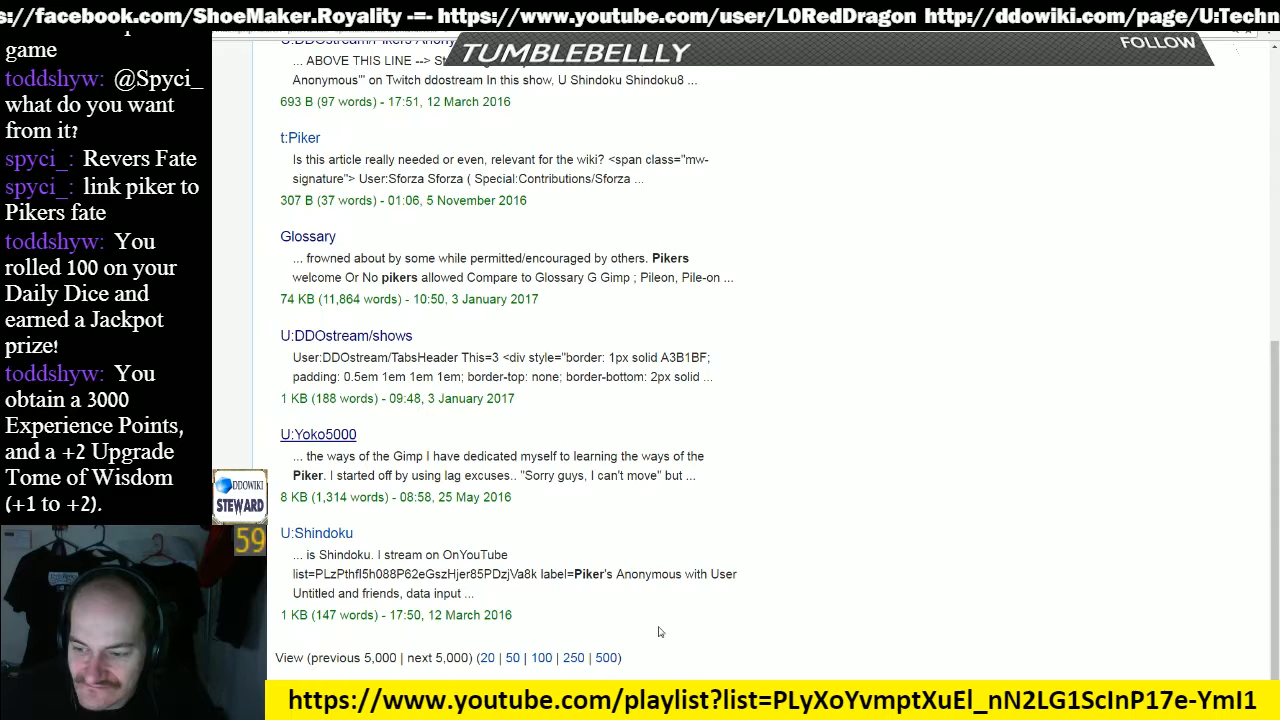 s://facebook.com/ShoeMaker.Royality -=- https://www.youtube.com/user/L0RedDragon http://ddowiki.com/page/U:Techn
TUMBLEBELLLY
FOLLOW
game
toddshyw: @Spyci_
what do you want
from it?
spyci_: Revers Fate
spyci_: link piker to
Pikers fate
toddshyw: You
rolled 100 on your
Daily Dice and
earned a Jackpot
prize!
toddshyw: You
obtain a 3000
Experience Points,
and a +2 Upgrade
Tome of Wisdom
(+1 to +2).
DDOWIKI
STEWARD
59
... ABOVE THIS LINE --> St
Anonymous'" on Twitch ddostream In this show, U Shindoku Shindoku8 ...
693 B (97 words) - 17:51, 12 March 2016
t:Piker
Is this article really needed or even, relevant for the wiki? <span class="mw-
signature"> User:Sforza Sforza ( Special:Contributions/Sforza ...
307 B (37 words) - 01:06, 5 November 2016
Glossary
... frowned about by some while permitted/encouraged by others. Pikers
welcome Or No pikers allowed Compare to Glossary G Gimp ; Pileon, Pile-on ...
74 KB (11,864 words) - 10:50, 3 January 2017
U:DDOstream/shows
User:DDOstream/TabsHeader This=3 <div style="border: 1px solid A3B1BF;
padding: 0.5em 1em 1em 1em; border-top: none; border-bottom: 2px solid ...
1 KB (188 words) - 09:48, 3 January 2017
U:Yoko5000
... the ways of the Gimp I have dedicated myself to learning the ways of the
Piker. I started off by using lag excuses.. "Sorry guys, I can't move" but ...
8 KB (1,314 words) - 08:58, 25 May 2016
U:Shindoku
... is Shindoku. I stream on OnYouTube
list=PLzPthfI5h088P62eGszHjer85PDzjVa8k label=Piker's Anonymous with User
Untitled and friends, data input ...
1 KB (147 words) - 17:50, 12 March 2016
View (previous 5,000 | next 5,000) (20 | 50 | 100 | 250 | 500)
https://www.youtube.com/playlist?list=PLyXoYvmptXuEl_nN2LG1ScInP17e-YmI1